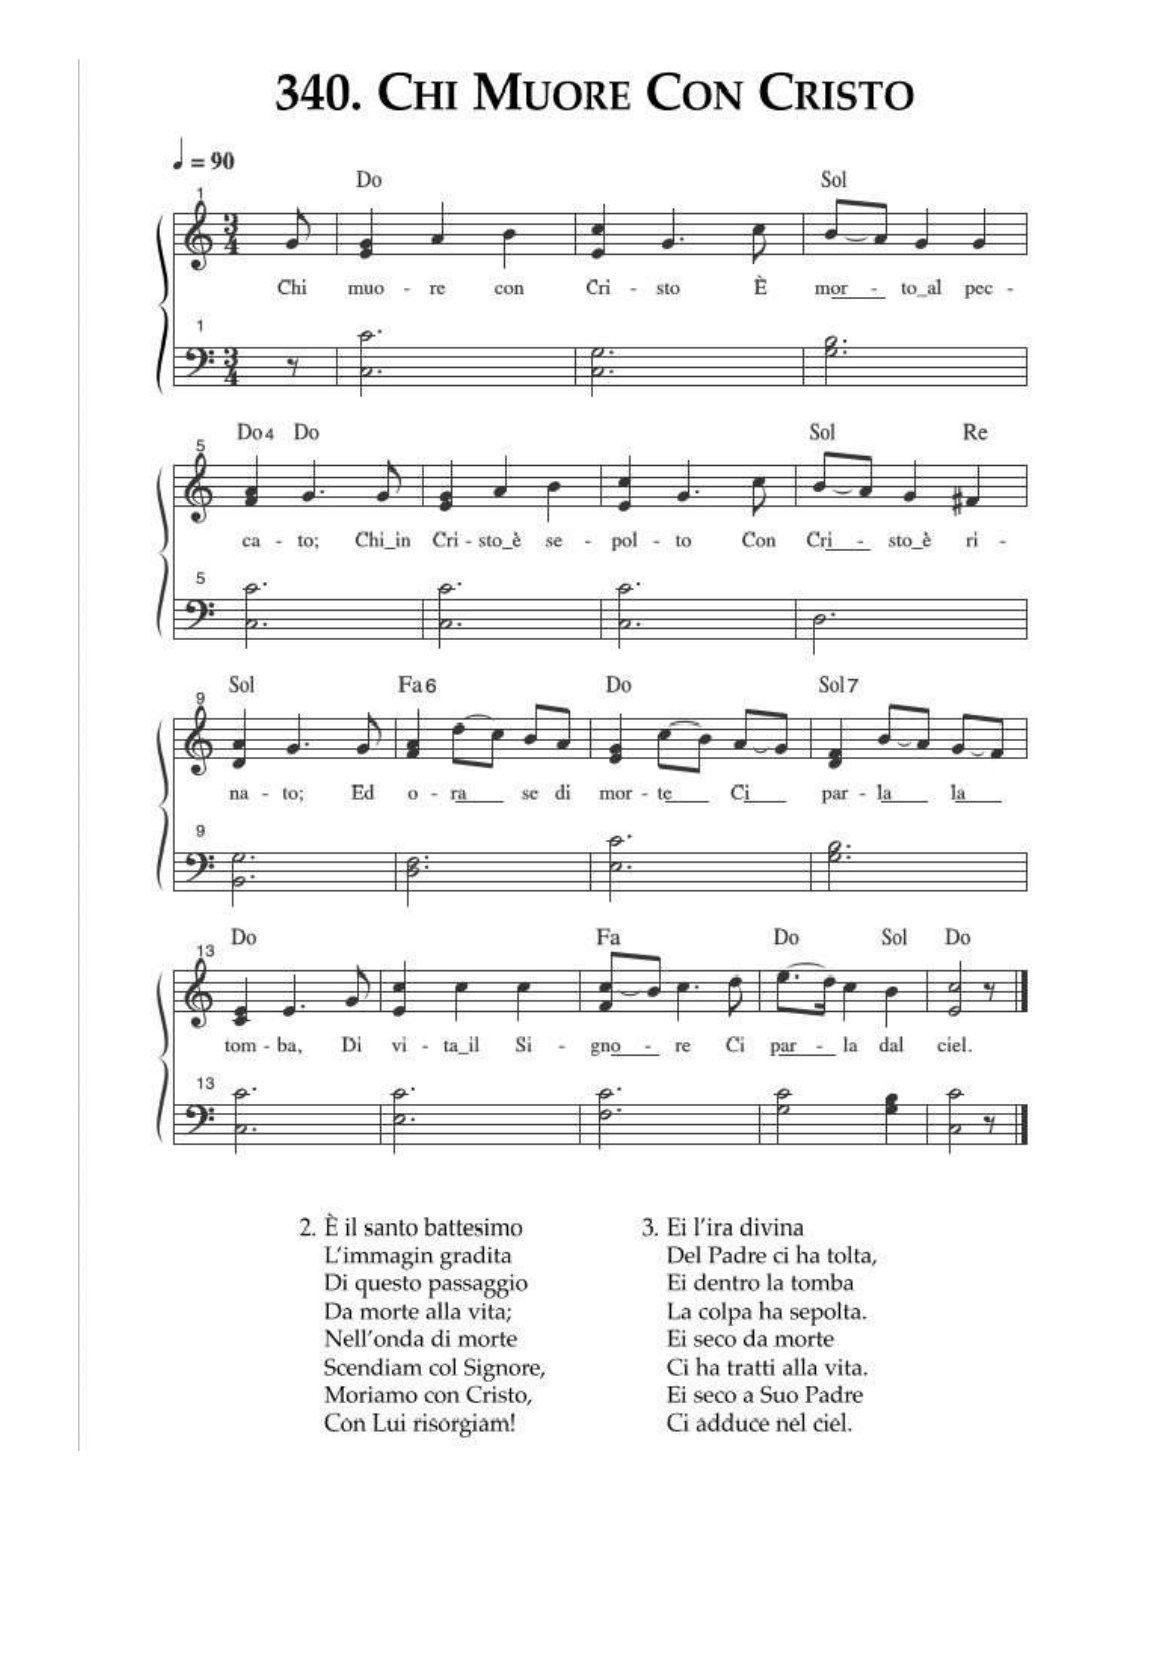 340. Chi Muore Con Cristo
♩ = 90
Do Sol
1
3 4
Chi muo - re con Cri - sto È mor - to_al pec -
1
3 4
Do4 Do Sol Re
5
ca - to; Chi_in Cri - sto_è se - pol - to Con Cri - sto_è ri -
5
Sol Fa6 Do Sol7
9
na - to; Ed o - ra se di mor - te Ci par - la la
9
Do Fa Do Sol Do
13
tom - ba, Di vi - ta_il Si - gno - re Ci par - la dal ciel.
13
2. È il santo battesimo
L'immagin gradita
Di questo passaggio
Da morte alla vita;
Nell'onda di morte
Scendiam col Signore,
Moriamo con Cristo,
Con Lui risorgiam!
3. Ei l'ira divina
Del Padre ci ha tolta,
Ei dentro la tomba
La colpa ha sepolta.
Ei seco da morte
Ci ha tratti alla vita.
Ei seco a Suo Padre
Ci adduce nel ciel.